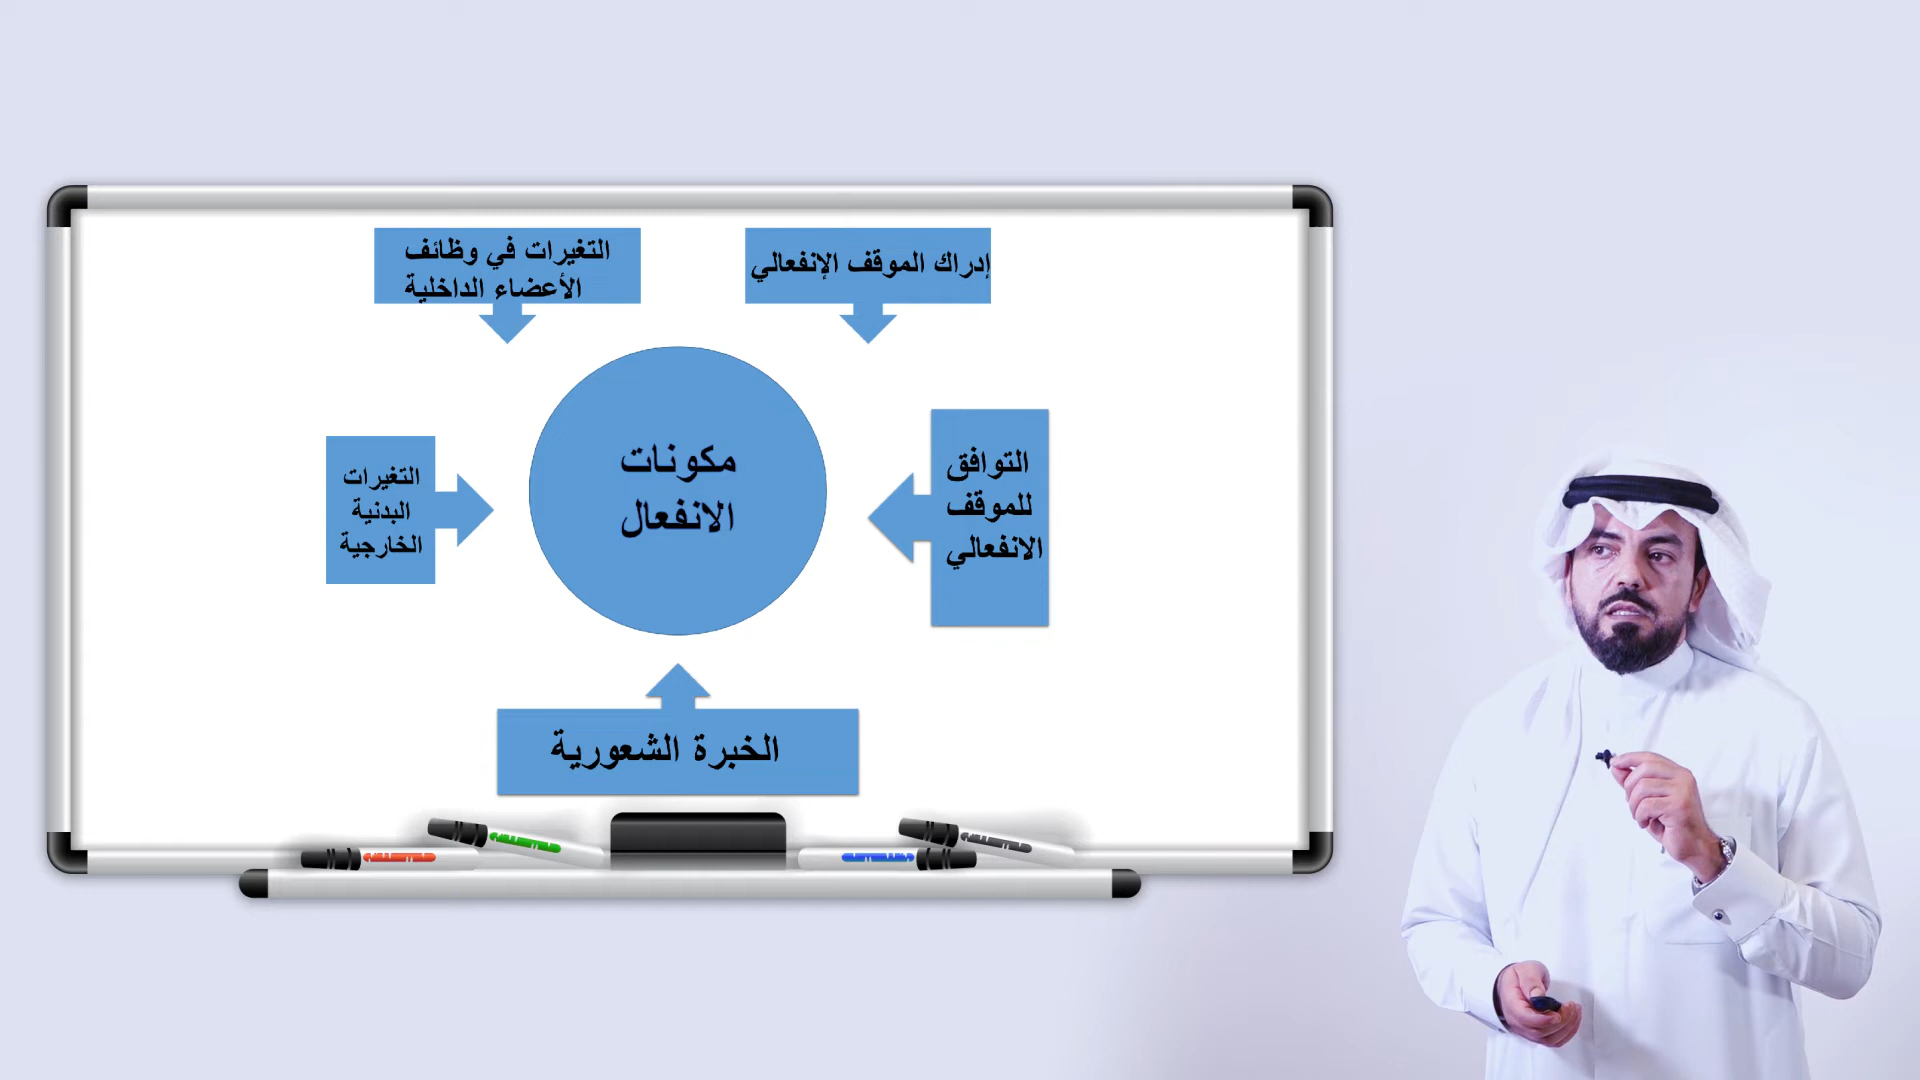 إدراك الموقف الإنفعالي
التغيرات في وظائف
الأعضاء الداخلية
مكونات
الانفعال
التوافق
للموقف
الانفعالي
التغيرات
البدنية
الخارجية
الخبرة الشعورية